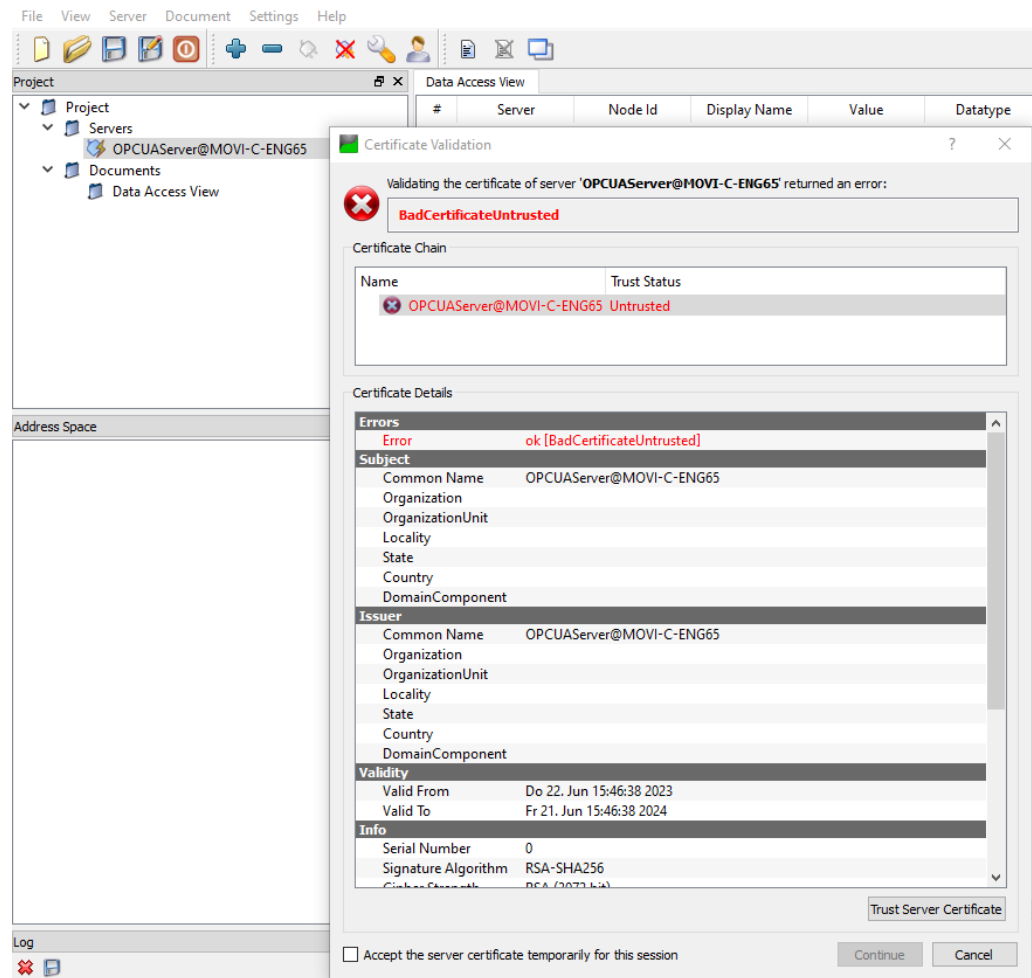 File View Server Document Settings Help
Project
Data Access View
# Server Node Id Display Name Value Datatype
Project
Servers
OPCUAServer@MOVI-C-ENG65
Documents
Data Access View
Address Space
Log
Certificate Validation ?
Validating the certificate of server 'OPCUAServer@MOVI-C-ENG65' returned an error:
BadCertificateUntrusted
Certificate Chain
Name Trust Status
OPCUAServer@MOVI-C-ENG65 Untrusted
Certificate Details
Errors
Error ok [BadCertificateUntrusted]
Subject
Common Name OPCUAServer@MOVI-C-ENG65
Organization
OrganizationUnit
Locality
State
Country
DomainComponent
Issuer
Common Name OPCUAServer@MOVI-C-ENG65
Organization
OrganizationUnit
Locality
State
Country
DomainComponent
Validity
Valid From Do 22. Jun 15:46:38 2023
Valid To Fr 21. Jun 15:46:38 2024
Info
Serial Number 0
Signature Algorithm RSA-SHA256
Cipher Strength RSA (3072 bit)
Trust Server Certificate
Accept the server certificate temporarily for this session
Continue Cancel